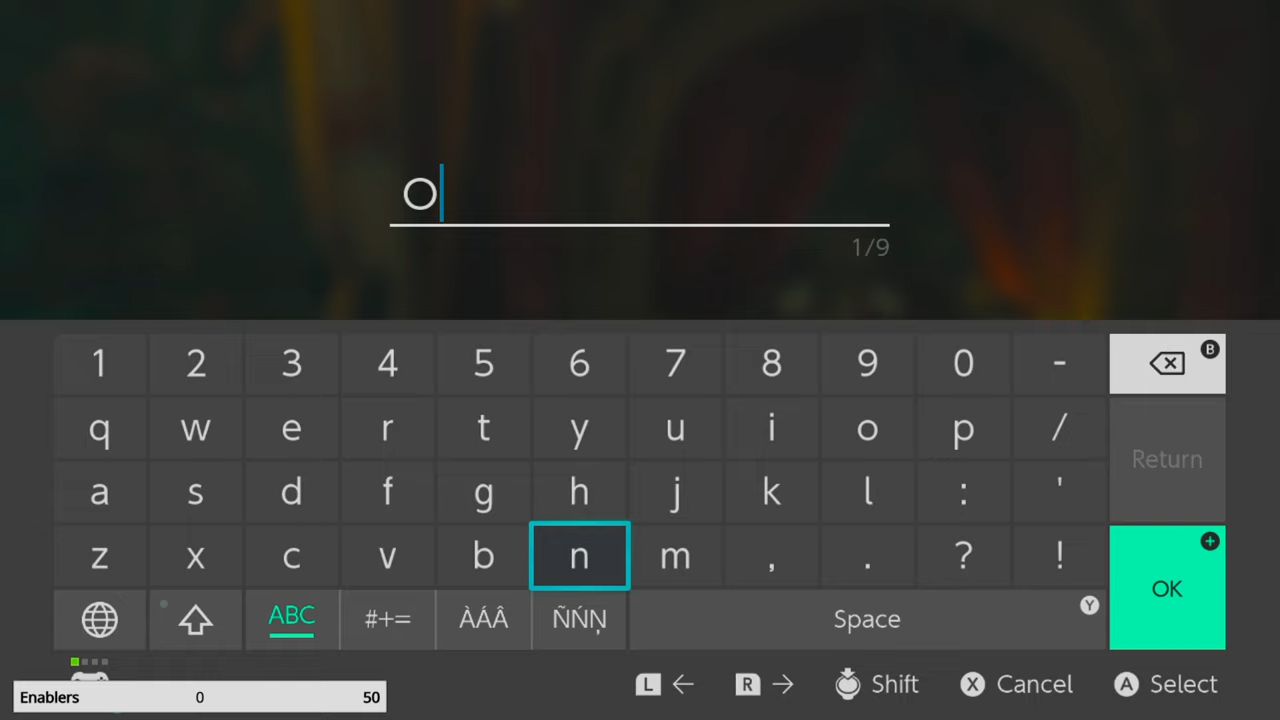 O
1/9
1 2 3 4 5 6 7 8 9 0 - B
q w e r t y u i o p /
Return
a s d f g h j k l : '
z x c v b n m , . ? ! +
OK
ABC #+= ÀÁÂ ÑŃŅ Space Y
L ← R → Shift X Cancel A Select
Enablers 0 50